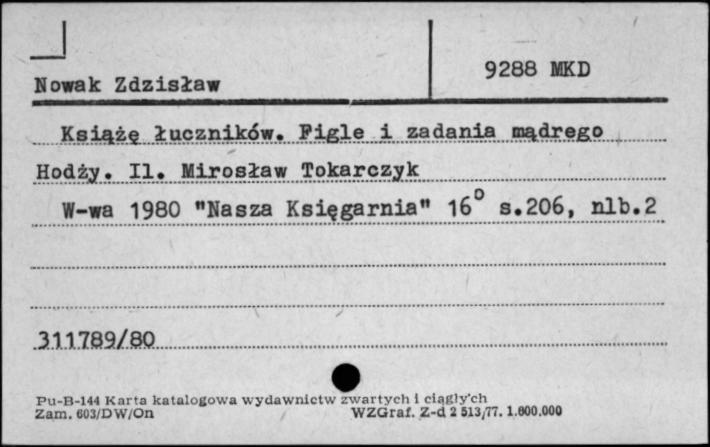 Nowak Zdzisław
9288 MKD
Książę łuczników. Figle i zadania mądrego
Hodży. Il. Mirosław Tokarczyk
W-wa 1980 "Nasza Księgarnia" 16° s.206, nlb.2
311789/80
Pu-B-144 Karta katalogowa wydawnictw zwartych i ciągły'ch
Zam. 603/DW/On WZGraf. Z-d 2 513/77. 1.600.000